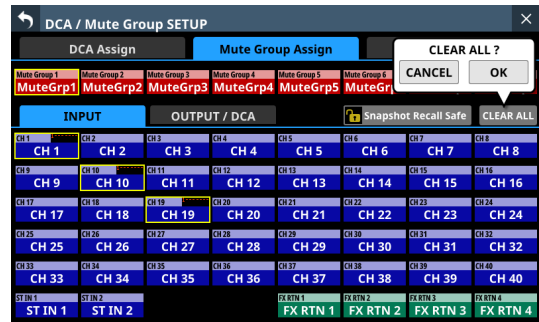 DCA / Mute Group SETUP
DCA Assign Mute Group Assign
CLEAR ALL ?
CANCEL OK
Mute Group 1 Mute Group 2 Mute Group 3 Mute Group 4 Mute Group 5 Mute Group 6
MuteGrp1 MuteGrp2 MuteGrp3 MuteGrp4 MuteGrp5 MuteGrp
INPUT OUTPUT / DCA Snapshot Recall Safe CLEAR ALL
CH 1 CH 2 CH 3 CH 4 CH 5 CH 6 CH 7 CH 8
CH 1 CH 2 CH 3 CH 4 CH 5 CH 6 CH 7 CH 8
CH 9 CH 10 CH 11 CH 12 CH 13 CH 14 CH 15 CH 16
CH 9 CH 10 CH 11 CH 12 CH 13 CH 14 CH 15 CH 16
CH 17 CH 18 CH 19 CH 20 CH 21 CH 22 CH 23 CH 24
CH 17 CH 18 CH 19 CH 20 CH 21 CH 22 CH 23 CH 24
CH 25 CH 26 CH 27 CH 28 CH 29 CH 30 CH 31 CH 32
CH 25 CH 26 CH 27 CH 28 CH 29 CH 30 CH 31 CH 32
CH 33 CH 34 CH 35 CH 36 CH 37 CH 38 CH 39 CH 40
CH 33 CH 34 CH 35 CH 36 CH 37 CH 38 CH 39 CH 40
ST IN 1 ST IN 2 FX RTN 1 FX RTN 2 FX RTN 3 FX RTN 4
ST IN 1 ST IN 2 FX RTN 1 FX RTN 2 FX RTN 3 FX RTN 4